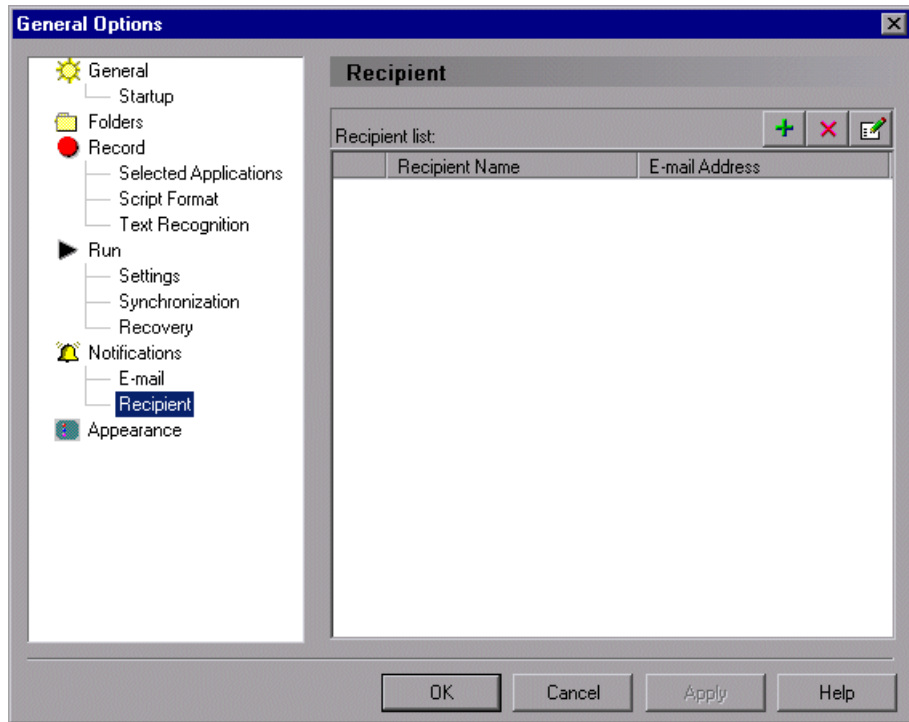 General Options
General
Startup
Folders
Record
Selected Applications
Script Format
Text Recognition
Run
Settings
Synchronization
Recovery
Notifications
E-mail
Recipient
Appearance
Recipient
Recipient list:
Recipient Name E-mail Address
OK Cancel Apply Help